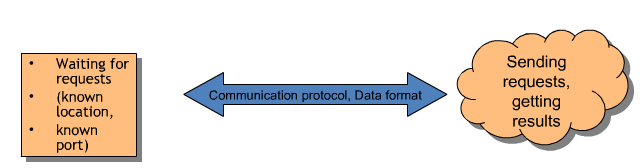 • Waiting for
requests
• (known
location,
• known
port)
Communication protocol, Data format
Sending
requests,
getting
results